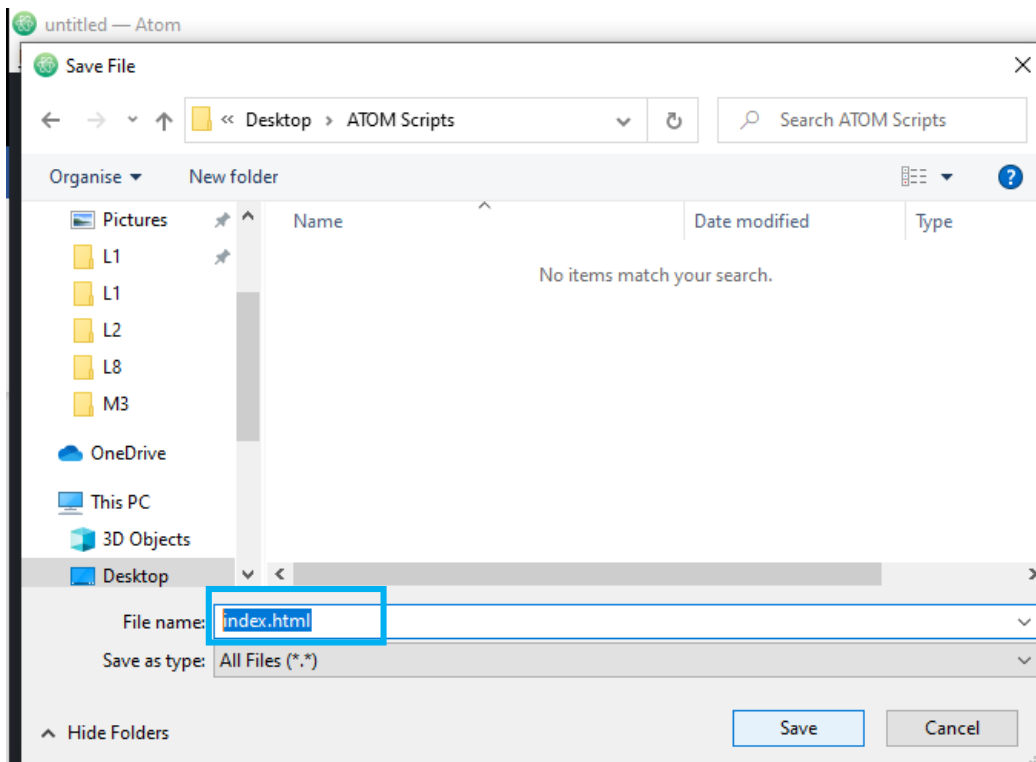 untitled — Atom
Save File
« Desktop › ATOM Scripts
Search ATOM Scripts
Organise
New folder
?
Name
Date modified
Type
No items match your search.
Pictures
L1
L1
L2
L8
M3
OneDrive
This PC
3D Objects
Desktop
File name: index.html
Save as type: All Files (*.*)
Hide Folders
Save
Cancel